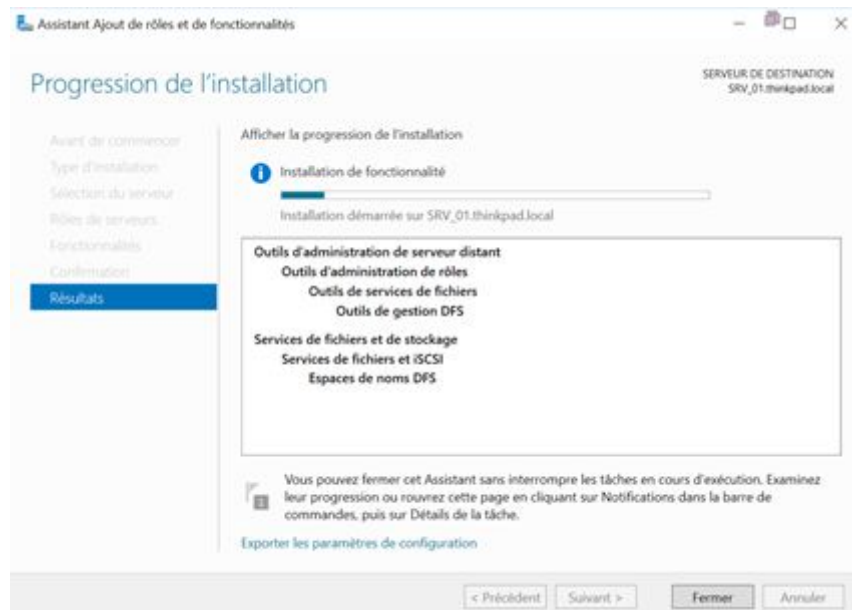 Assistant Ajout de rôles et de fonctionnalités
Progression de l'installation
SERVEUR DE DESTINATION
SRV_01.thinkpad.local
Avant de commencer
Type d'installation
Sélection du serveur
Rôles de serveurs
Fonctionnalités
Confirmation
Résultats
Afficher la progression de l'installation
Installation de fonctionnalité
Installation démarrée sur SRV_01.thinkpad.local
Outils d'administration de serveur distant
Outils d'administration de rôles
Outils de services de fichiers
Outils de gestion DFS
Services de fichiers et de stockage
Services de fichiers et iSCSI
Espaces de noms DFS
Vous pouvez fermer cet Assistant sans interrompre les tâches en cours d'exécution. Examinez
leur progression ou rouvrez cette page en cliquant sur Notifications dans la barre de
commandes, puis sur Détails de la tâche.
Exporter les paramètres de configuration
< Précédent
Suivant >
Fermer
Annuler